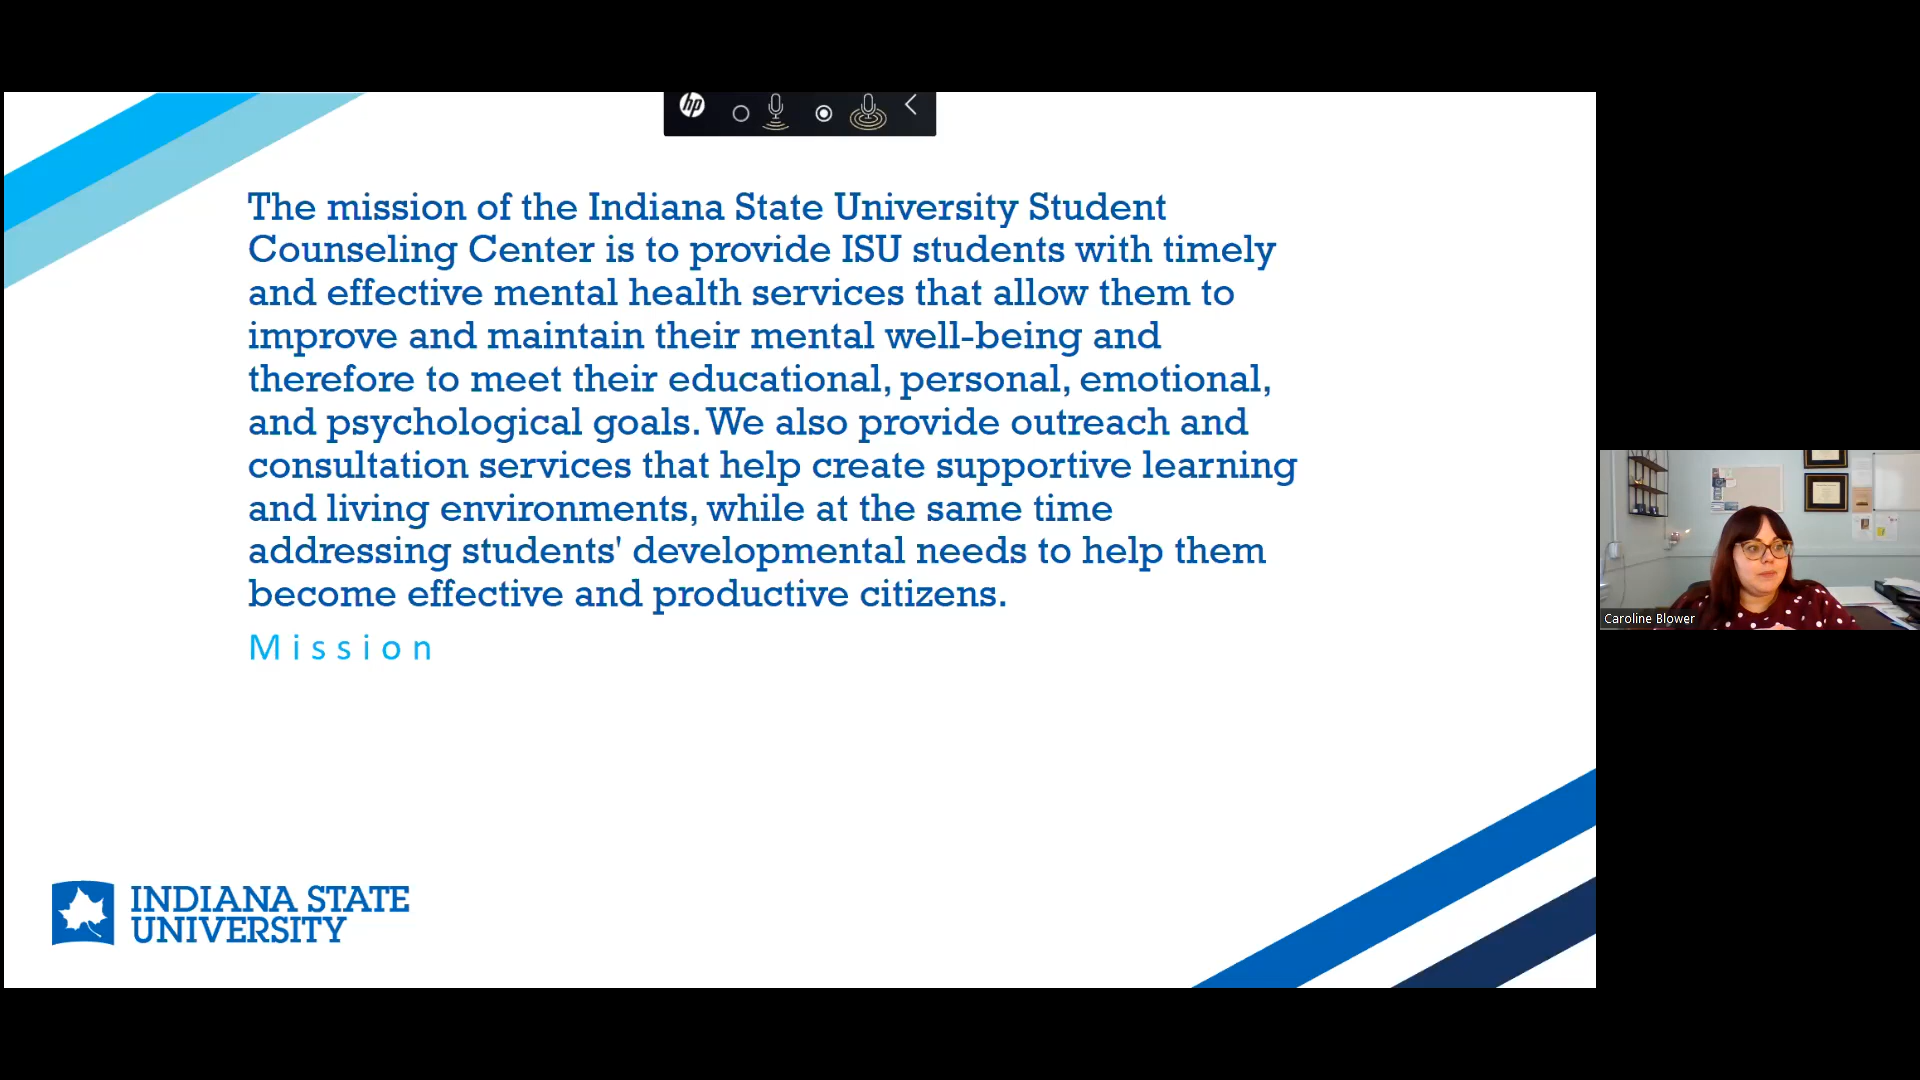 hp
The mission of the Indiana State University Student
Counseling Center is to provide ISU students with timely
and effective mental health services that allow them to
improve and maintain their mental well-being and
therefore to meet their educational, personal, emotional,
and psychological goals. We also provide outreach and
consultation services that help create supportive learning
and living environments, while at the same time
addressing students' developmental needs to help them
become effective and productive citizens.
Mission
Caroline Blower
INDIANA STATE
UNIVERSITY